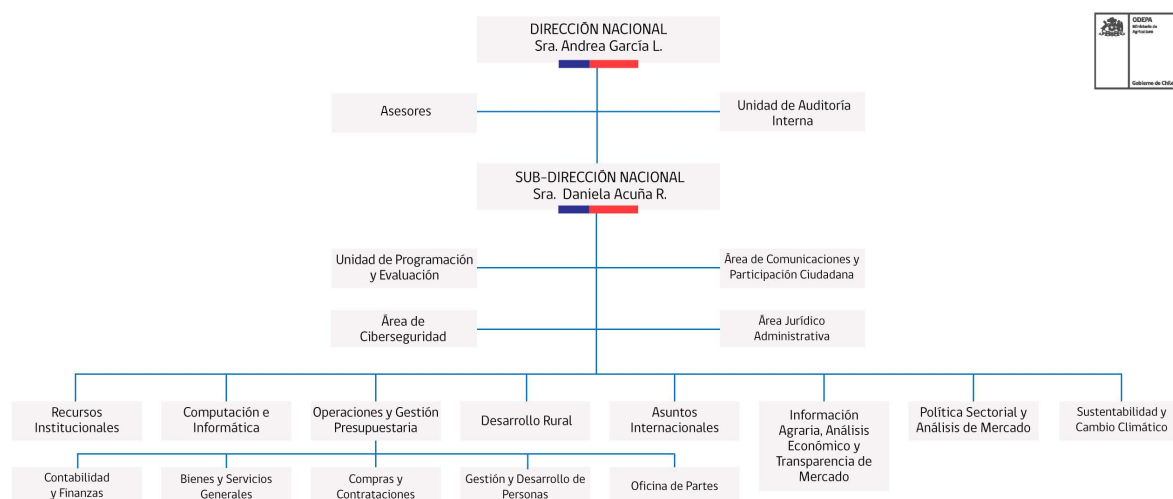 DIRECCIÓN NACIONAL
Sra. Andrea García L.
ODEPA
Ministerio de
Agricultura
Gobierno de Chile
Asesores
Unidad de Auditoría
Interna
SUB-DIRECCIÓN NACIONAL
Sra. Daniela Acuña R.
Unidad de Programación
y Evaluación
Área de Comunicaciones y
Participación Ciudadana
Área de
Ciberseguridad
Área Jurídico
Administrativa
Recursos
Institucionales
Computación e
Informática
Operaciones y Gestión
Presupuestaria
Desarrollo Rural
Asuntos
Internacionales
Información
Agraria, Análisis
Económico y
Transparencia de
Mercado
Política Sectorial y
Análisis de Mercado
Sustentabilidad y
Cambio Climático
Contabilidad
y Finanzas
Bienes y Servicios
Generales
Compras y
Contrataciones
Gestión y Desarrollo de
Personas
Oficina de Partes